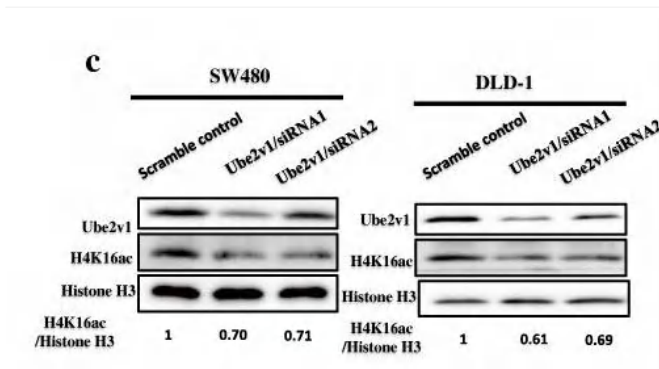 c
SW480
Scramble control
Ube2v1/siRNA1
Ube2v1/siRNA2
Ube2v1
H4K16ac
Histone H3
H4K16ac
/Histone H3
1 0.70 0.71
DLD-1
Scramble control
Ube2v1/siRNA1
Ube2v1/siRNA2
Ube2v1
H4K16ac
Histone H3
H4K16ac
/Histone H3
1 0.61 0.69